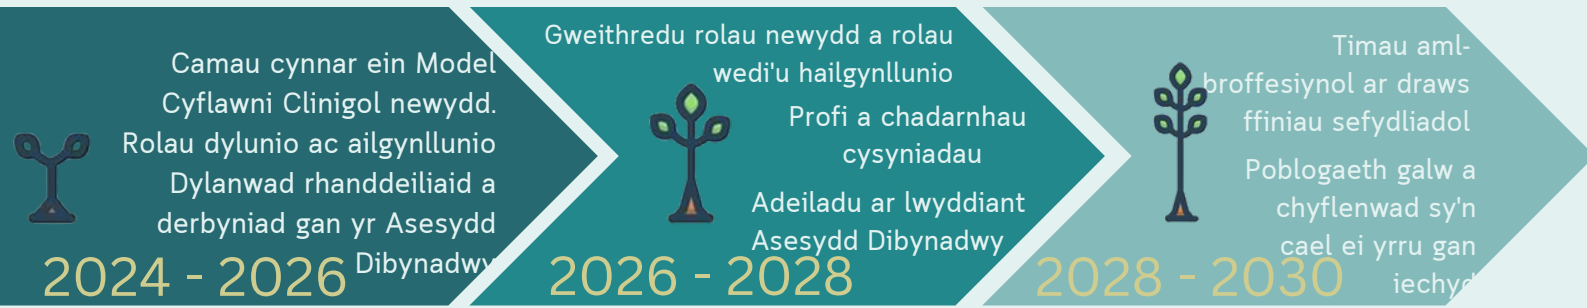 Camau cynnar ein Model
Cyflawni Clinigol newydd.
Rolau dylunio ac ailgynllunio
Dylanwad rhanddeiliaid a
derbyniad gan yr Asesydd
Dibynadwy
2024 - 2026
Gweithredu rolau newydd a rolau
wedi'u hailgynllunio
Profi a chadarnhau
cysyniadau
Adeiladu ar lwyddiant
Asesydd Dibynadwy
2026 - 2028
Timau aml-
broffesiynol ar draws
ffiniau sefydliadol
Poblogaeth galw a
chyflenwad sy'n
cael ei yrru gan
iechyd
2028 - 2030